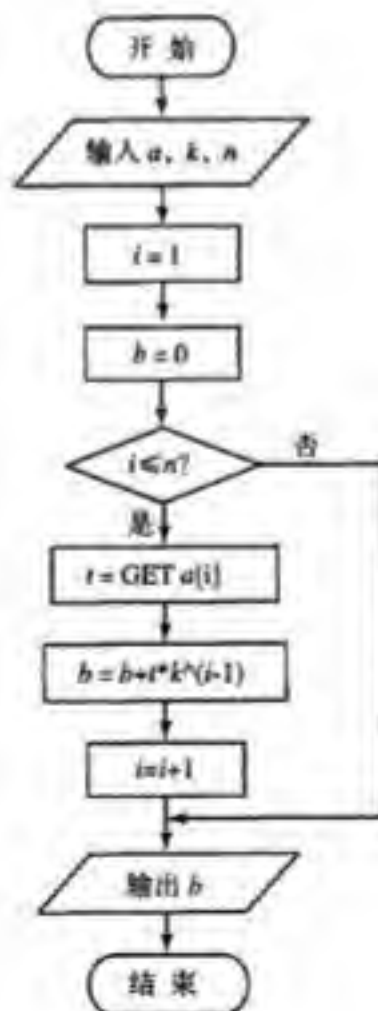 开始
输入 a、k、n
i=1
b=0
i≤n?
否
是
t=GET a[i]
b=b+t*k^(i-1)
i=i+1
输出 b
结束